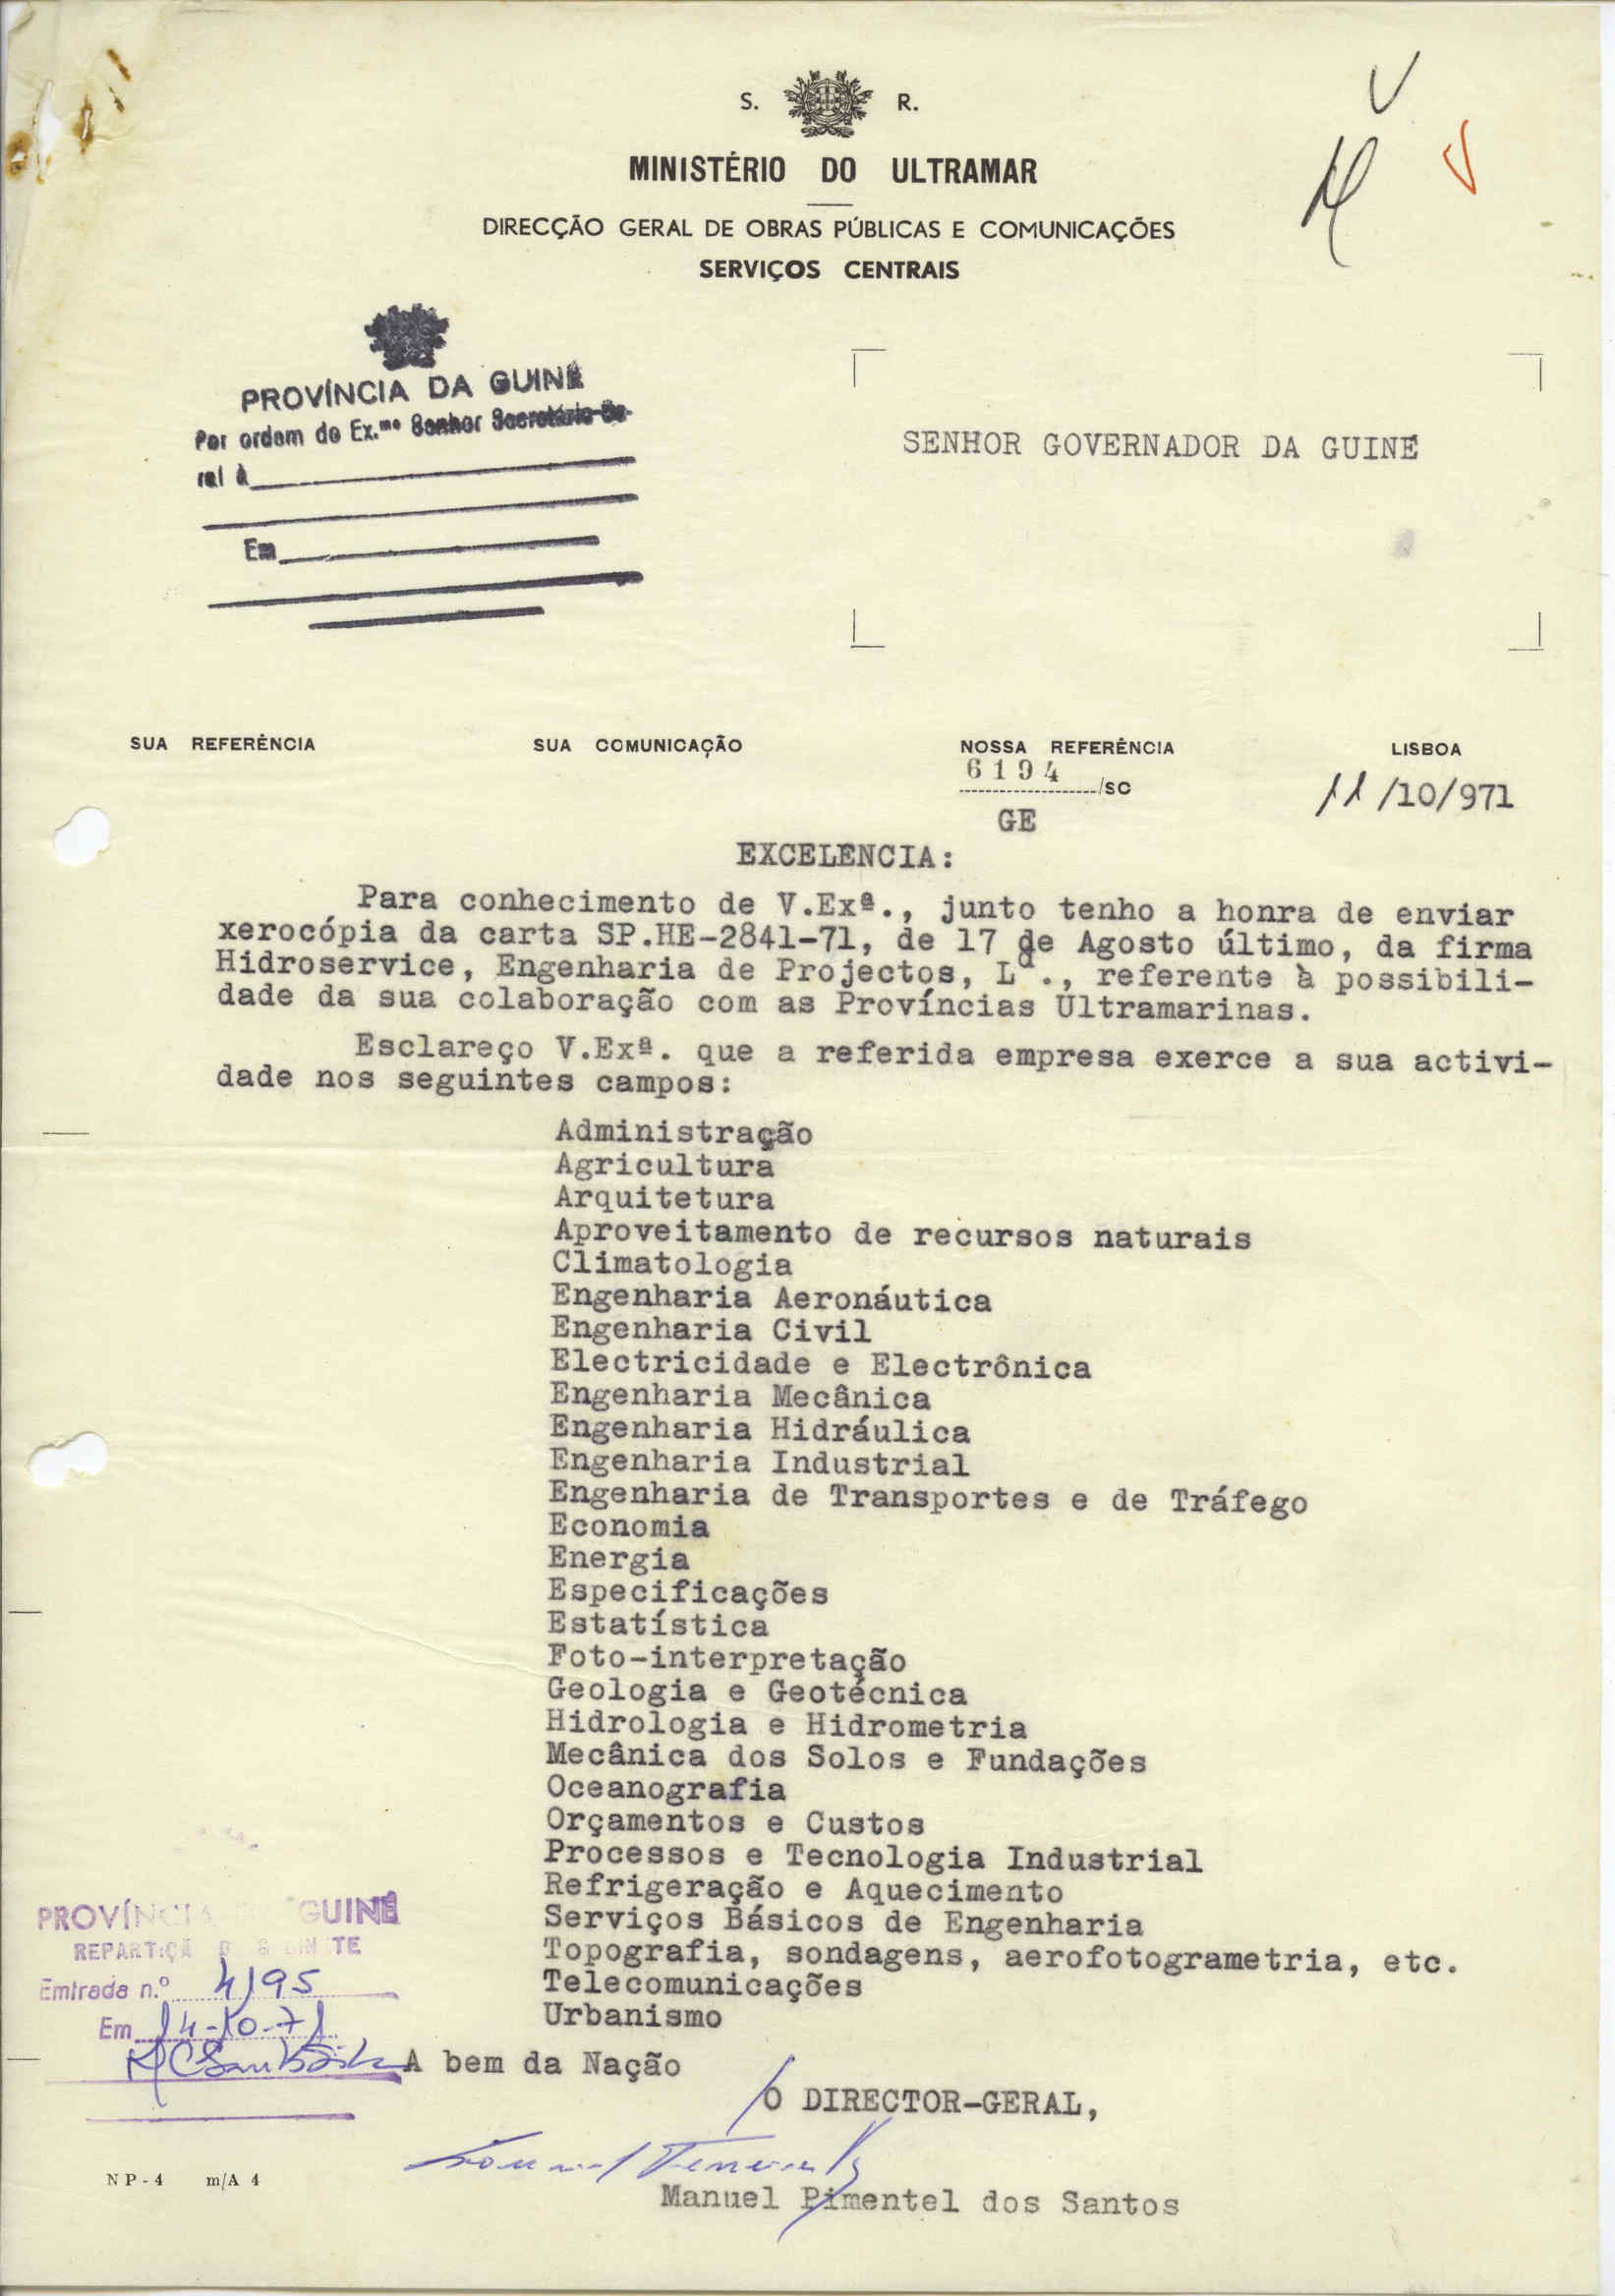 S. R.
MINISTÉRIO DO ULTRAMAR
DIRECÇÃO GERAL DE OBRAS PÚBLICAS E COMUNICAÇÕES
SERVIÇOS CENTRAIS
PROVÍNCIA DA GUINÉ
Por ordem de Ex.mo Senhor Secretário-Ge-
ral à
Em
SENHOR GOVERNADOR DA GUINÉ
SUA REFERÊNCIA SUA COMUNICAÇÃO NOSSA REFERÊNCIA LISBOA
6194 /SC
11/10/971
GE
EXCELENCIA:
Para conhecimento de V.Exª., junto tenho a honra de enviar
xerocópia da carta SP.HE-2841-71, de 17 de Agosto último, da firma
Hidroservice, Engenharia de Projectos, Lª., referente à possibili-
dade da sua colaboração com as Províncias Ultramarinas.
Esclareço V.Exª. que a referida empresa exerce a sua activi-
dade nos seguintes campos:
Administração
Agricultura
Arquitetura
Aproveitamento de recursos naturais
Climatologia
Engenharia Aeronáutica
Engenharia Civil
Electricidade e Electrônica
Engenharia Mecânica
Engenharia Hidráulica
Engenharia Industrial
Engenharia de Transportes e de Tráfego
Economia
Energia
Especificações
Estatística
Foto-interpretação
Geologia e Geotécnica
Hidrologia e Hidrometria
Mecânica dos Solos e Fundações
Oceanografia
Orçamentos e Custos
Processos e Tecnologia Industrial
Refrigeração e Aquecimento
Serviços Básicos de Engenharia
Topografia, sondagens, aerofotogrametria, etc.
Telecomunicações
Urbanismo
PROVÍNCIA GUINÉ
Entrada n.º 4195
Em 14-10-71
A bem da Nação
O DIRECTOR-GERAL,
Manuel Pimentel dos Santos
NP-4 m/A 4